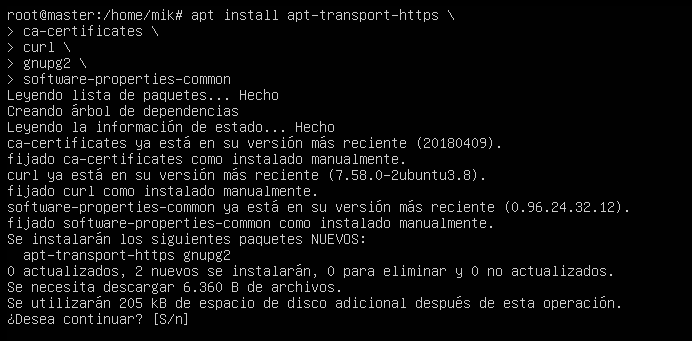 root@master:/home/mik# apt install apt-transport-https \
> ca-certificates \
> curl \
> gnupg2 \
> software-properties-common
Leyendo lista de paquetes... Hecho
Creando árbol de dependencias
Leyendo la información de estado... Hecho
ca-certificates ya está en su versión más reciente (20180409).
fijado ca-certificates como instalado manualmente.
curl ya está en su versión más reciente (7.58.0-2ubuntu3.8).
fijado curl como instalado manualmente.
software-properties-common ya está en su versión más reciente (0.96.24.32.12).
fijado software-properties-common como instalado manualmente.
Se instalarán los siguientes paquetes NUEVOS:
  apt-transport-https gnupg2
0 actualizados, 2 nuevos se instalarán, 0 para eliminar y 0 no actualizados.
Se necesita descargar 6.360 B de archivos.
Se utilizarán 205 kB de espacio de disco adicional después de esta operación.
¿Desea continuar? [S/n]